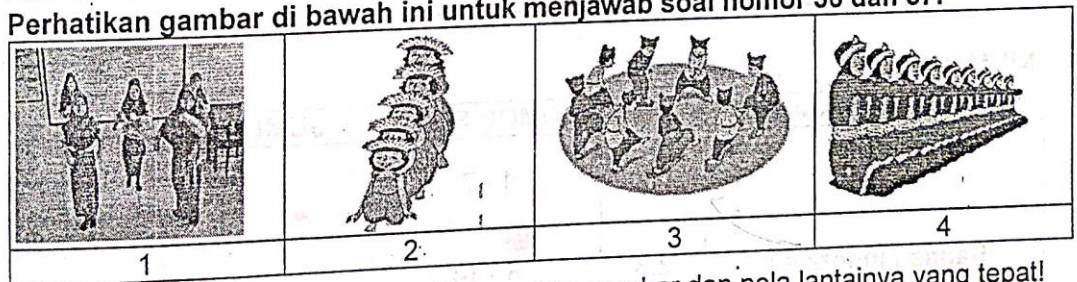 Perhatikan gambar di bawah ini untuk menjawab soal nomor 36 dan 37!
1 2 3 4
dan pola lantainya yang tepat!